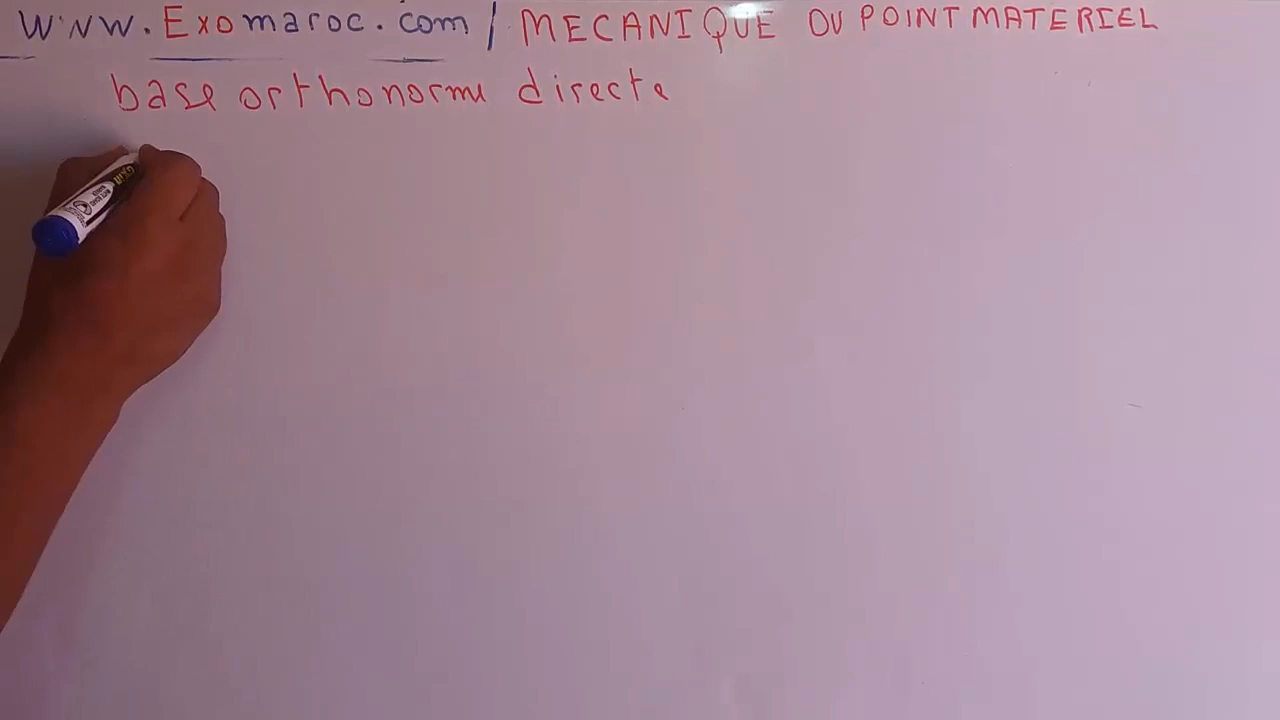 www.Exomaroc.com / MECANIQUE DU POINT MATERIEL
base orthonorme directe